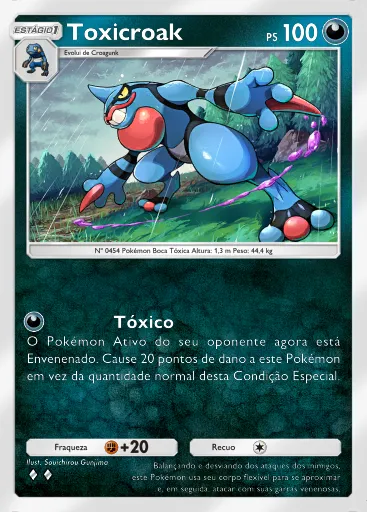 ESTÁGIO 1
Toxicroak
PS 100
Evolui de Croagunk
Nº 0454 Pokémon Boca Tóxica Altura: 1,3 m Peso: 44,4 kg
Tóxico
O Pokémon Ativo do seu oponente agora está
Envenenado. Cause 20 pontos de dano a este Pokémon
em vez da quantidade normal desta Condição Especial.
Fraqueza +20
Recuo
Ilust. Souichirou Gunjima
Balançando e desviando dos ataques dos inimigos,
este Pokémon usa seu corpo flexível para se aproximar
e, em seguida, atacar com suas garras venenosas.